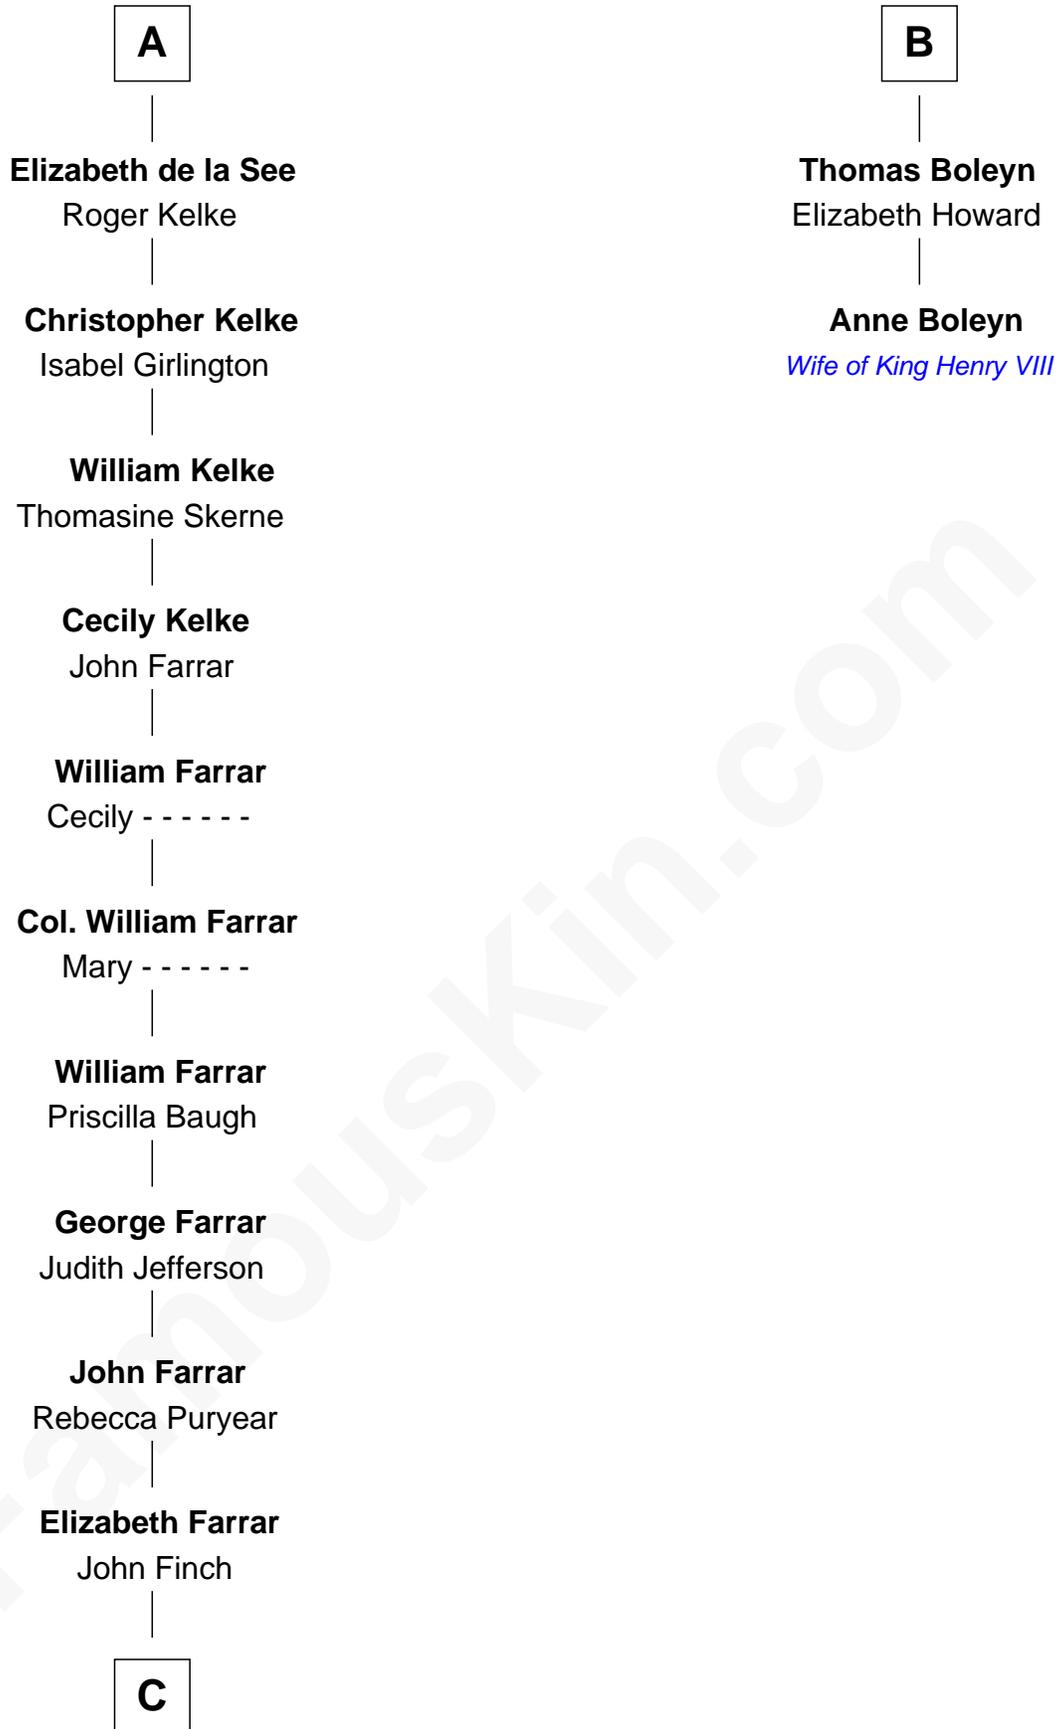 A
B
Elizabeth de la See
Roger Kelke
Thomas Boleyn
Elizabeth Howard
Christopher Kelke
Isabel Girlington
Anne Boleyn
Wife of King Henry VIII
William Kelke
Thomasine Skerne
Cecily Kelke
John Farrar
William Farrar
Cecily - - - - - -
Col. William Farrar
Mary - - - - - -
William Farrar
Priscilla Baugh
George Farrar
Judith Jefferson
John Farrar
Rebecca Puryear
Elizabeth Farrar
John Finch
C
FamousKin.com